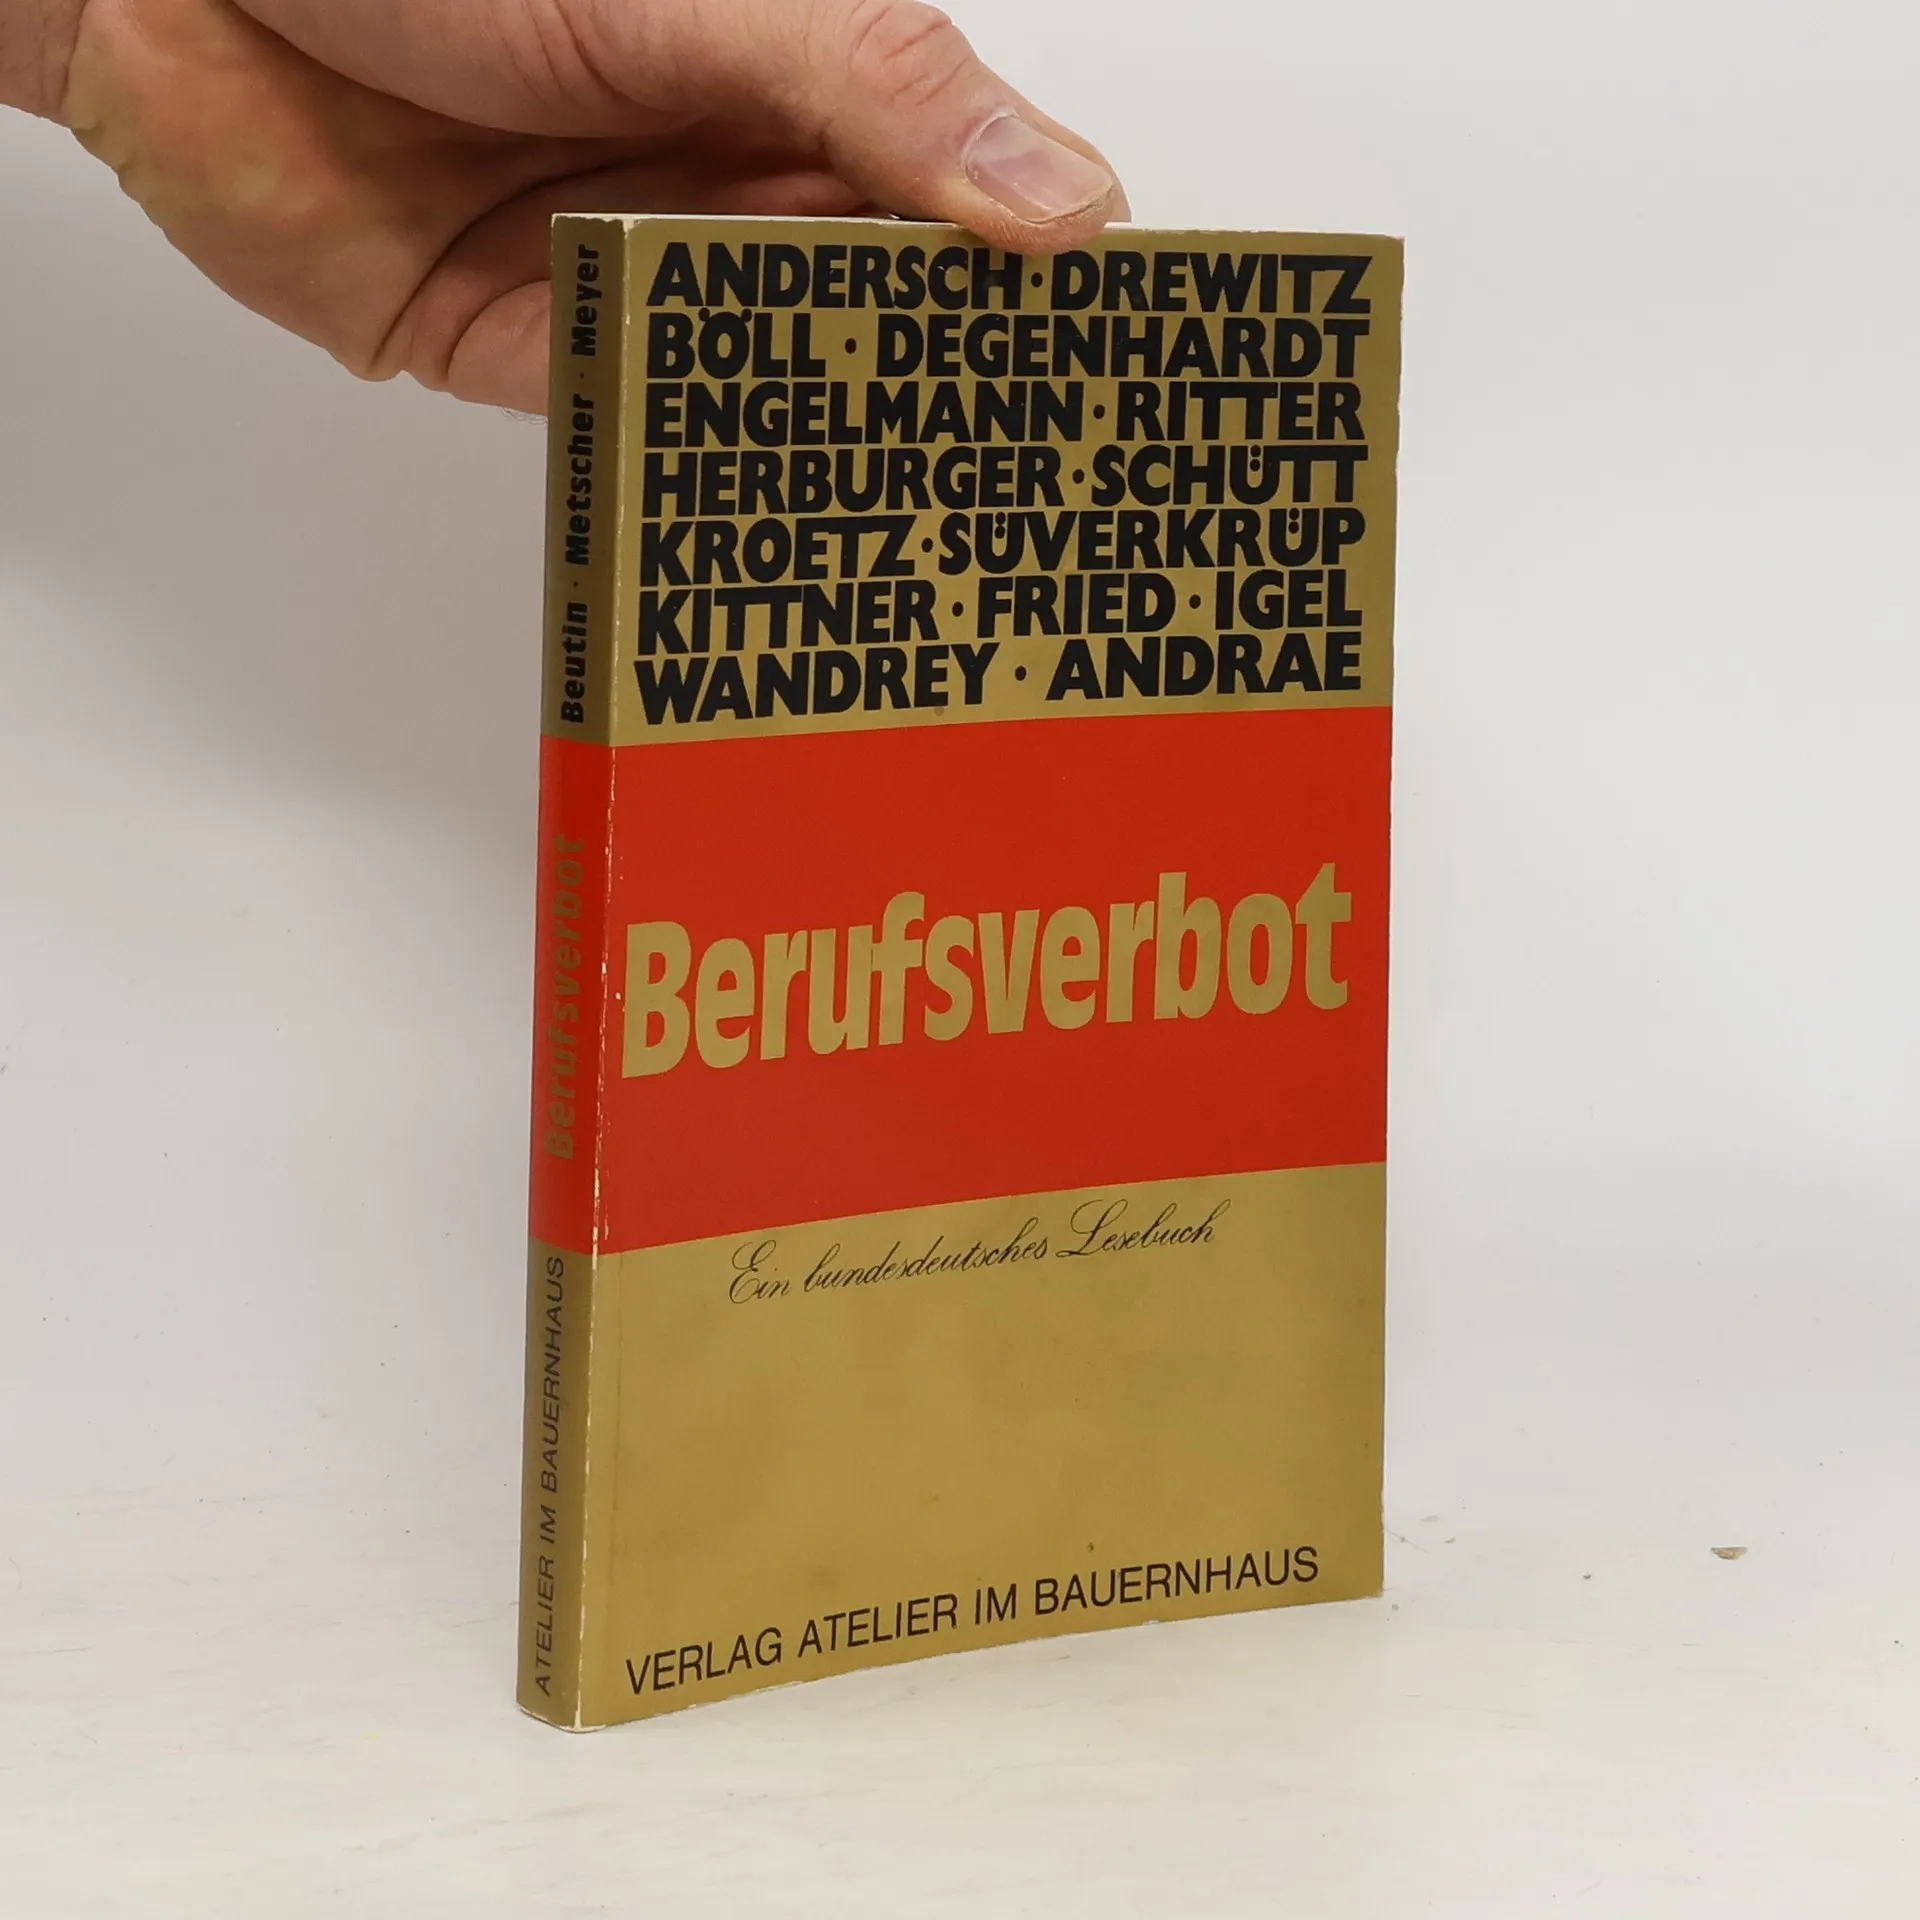 ANDERSCH · DREWITZ
BÖLL · DEGENHARDT
ENGELMANN · RITTER
HERBURGER · SCHÜTT
KROETZ · SÜVERKRÜP
KITTNER · FRIED · IGEL
WANDREY · ANDRAE
Berufsverbot
Ein bundesdeutsches Lesebuch
VERLAG ATELIER IM BAUERNHAUS
Beutin · Metscher · Meyer
Berufsverbot
ATELIER IM BAUERNHAUS